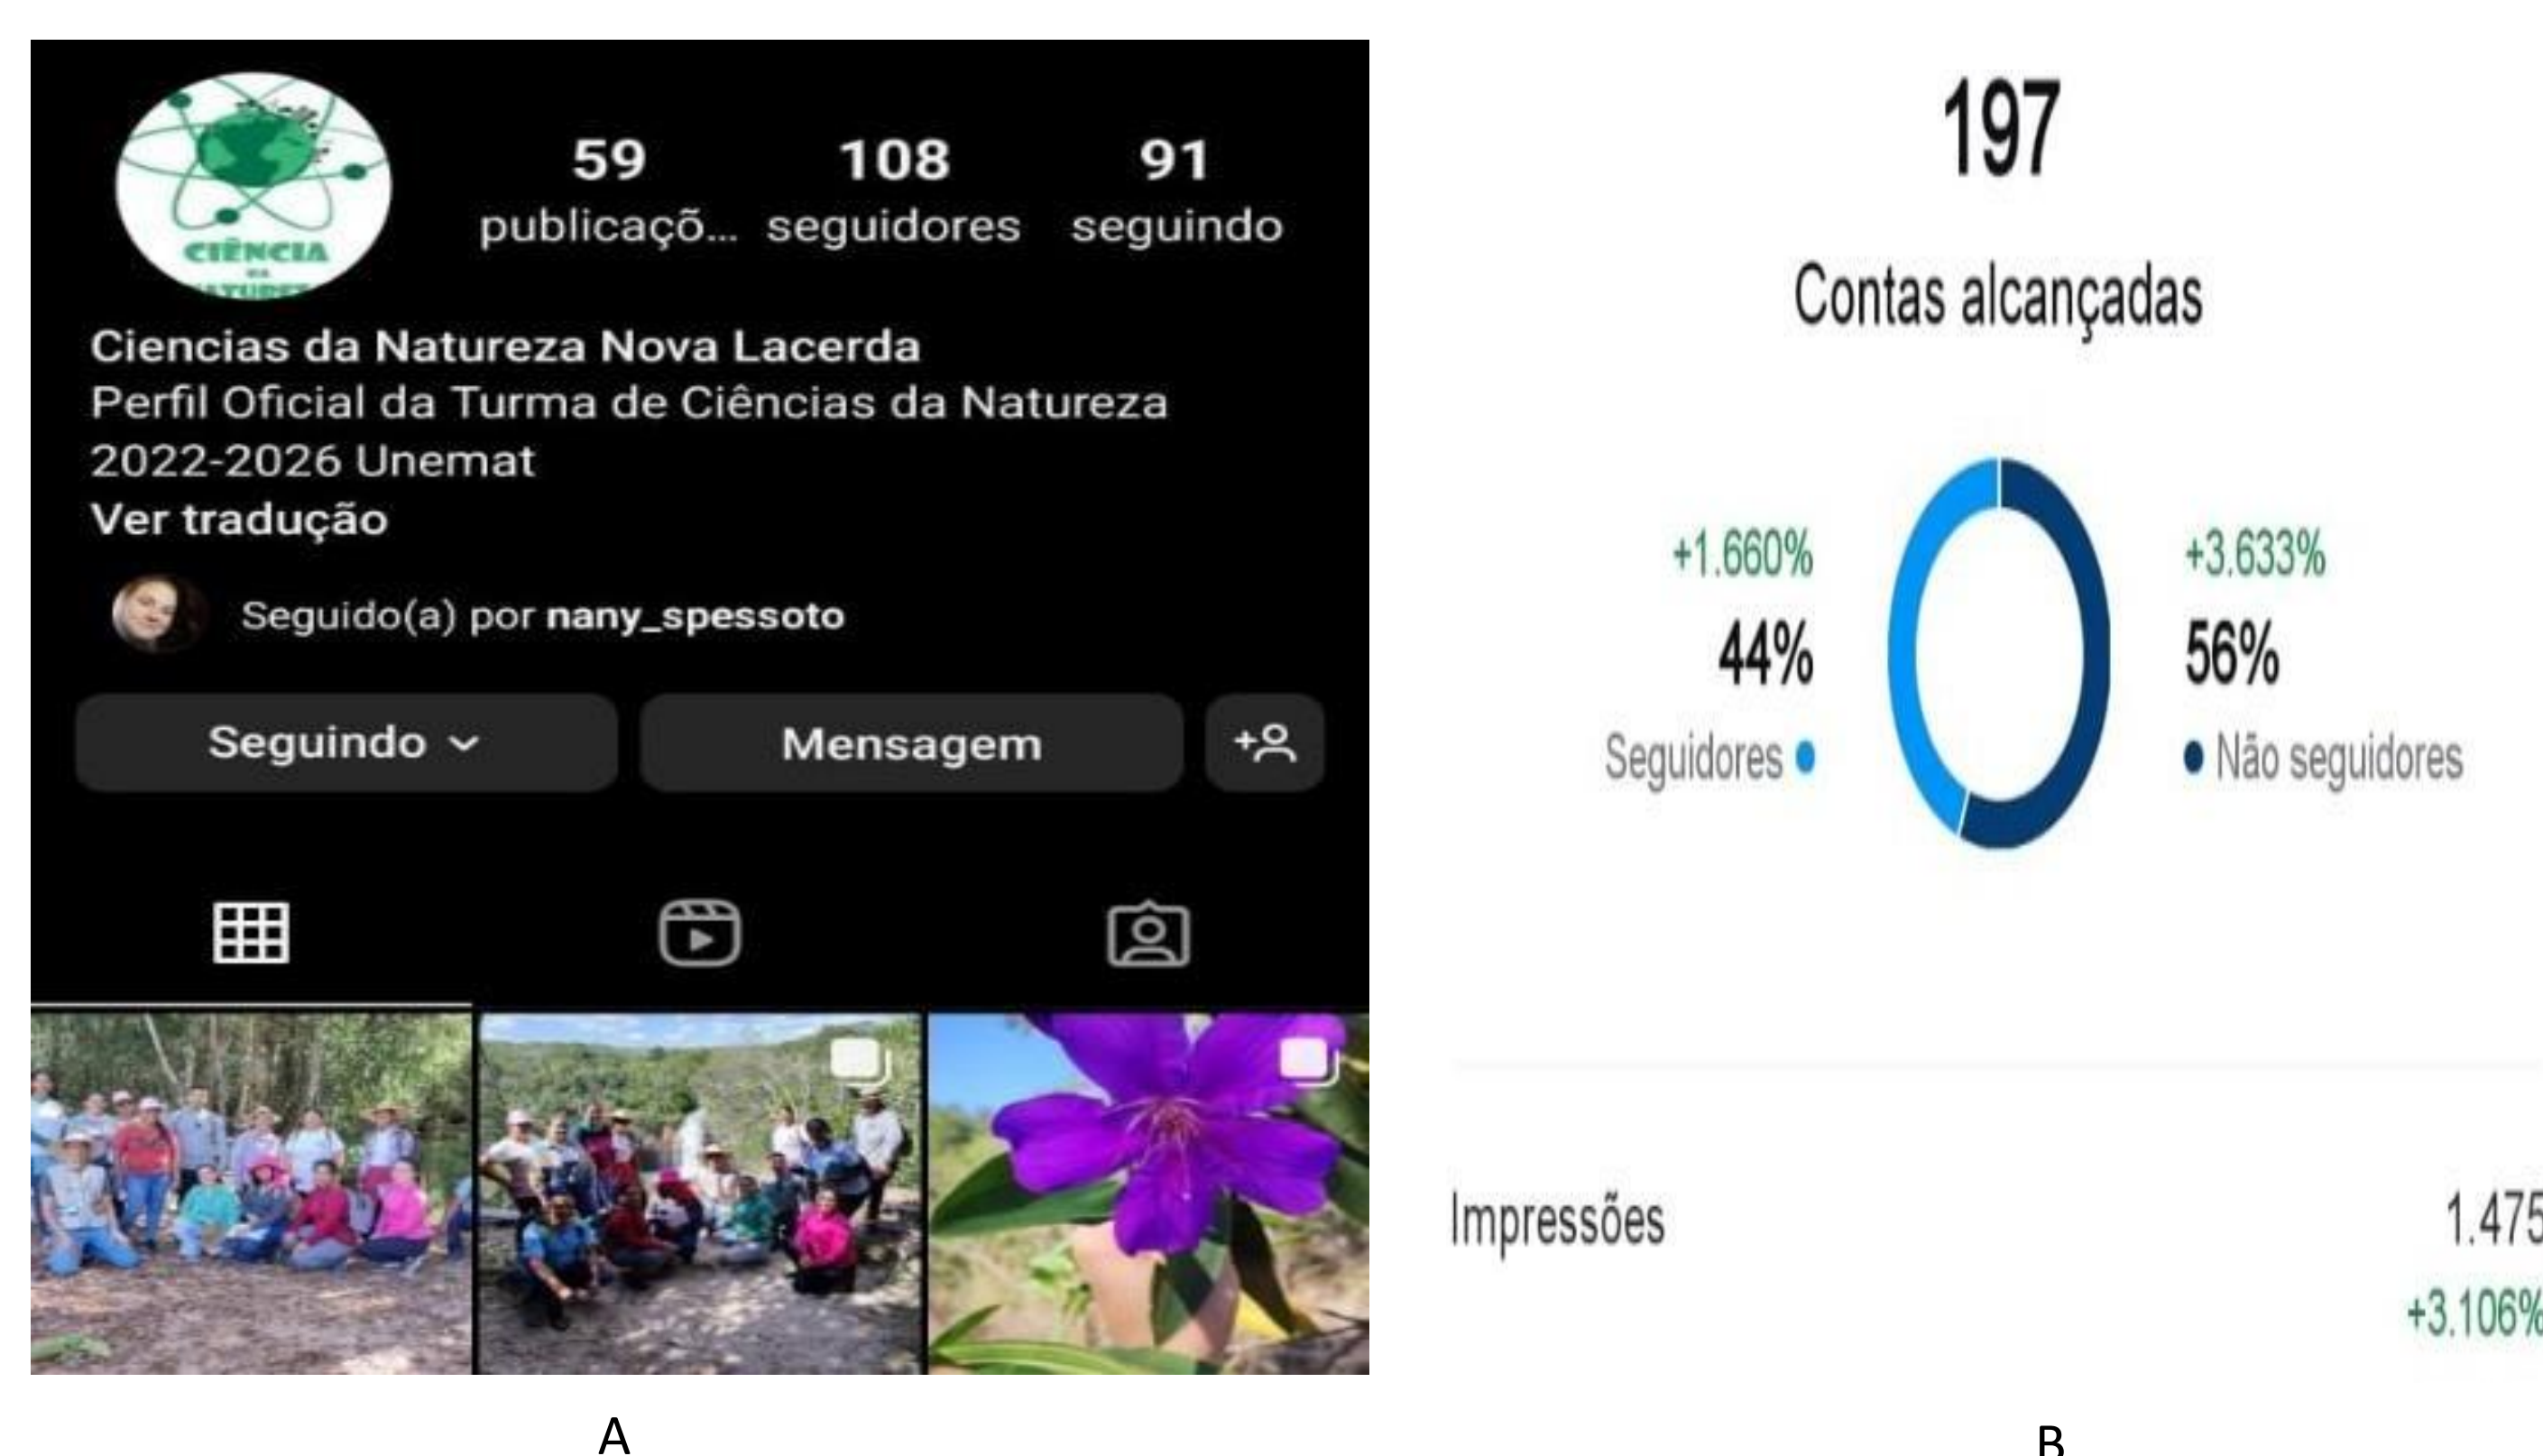 59 108 91
publicaçõ... seguidores seguindo
CIÊNCIA
DA
Ciencias da Natureza Nova Lacerda
Perfil Oficial da Turma de Ciências da Natureza
2022-2026 Unemat
Ver tradução
Seguido(a) por nany_spessoto
Seguindo
Mensagem
A
197
Contas alcançadas
+1.660% +3.633%
44% 56%
Seguidores Não seguidores
Impressões 1.475
+3.106%
B